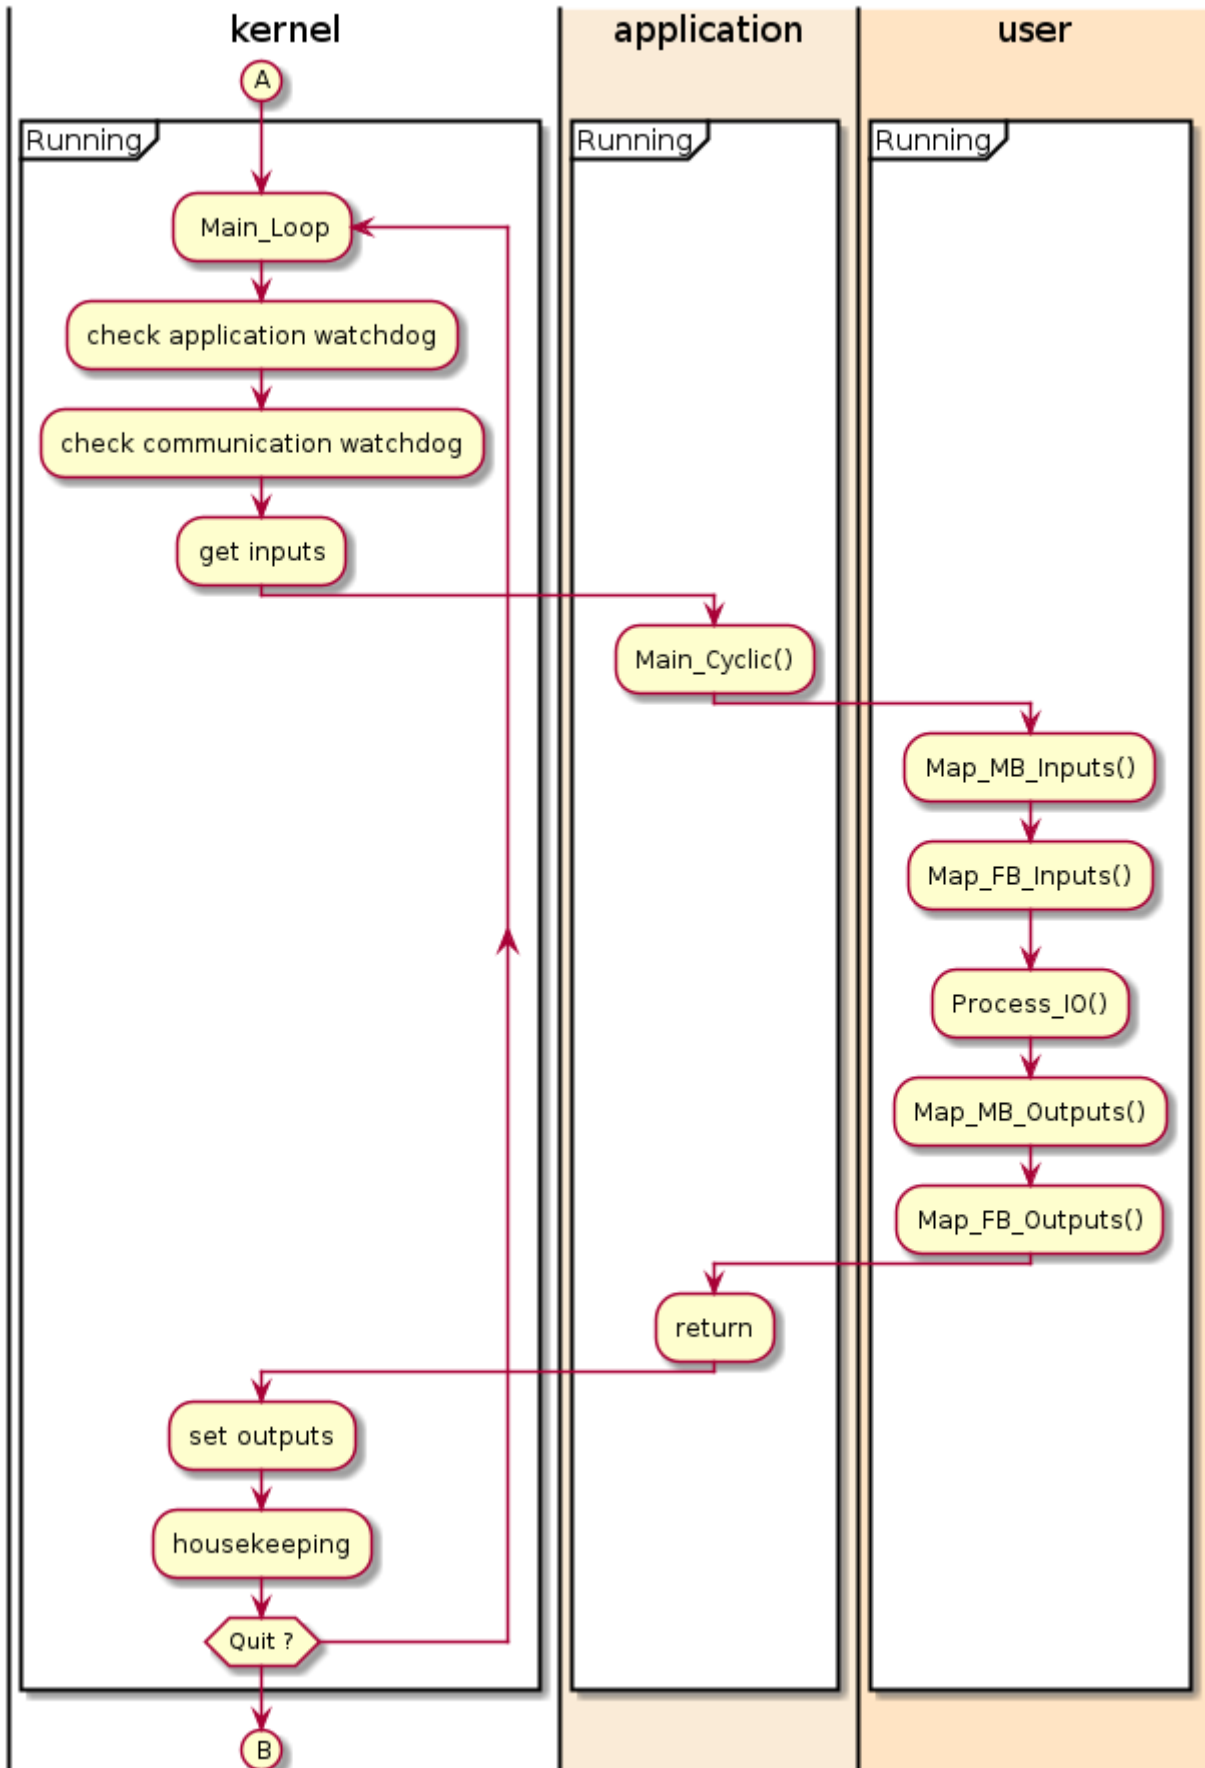 kernel
application
user
A
Running
Running
Running
Main_Loop
check application watchdog
check communication watchdog
get inputs
Main_Cyclic()
Map_MB_Inputs()
Map_FB_Inputs()
Process_IO()
Map_MB_Outputs()
Map_FB_Outputs()
return
set outputs
housekeeping
Quit ?
B